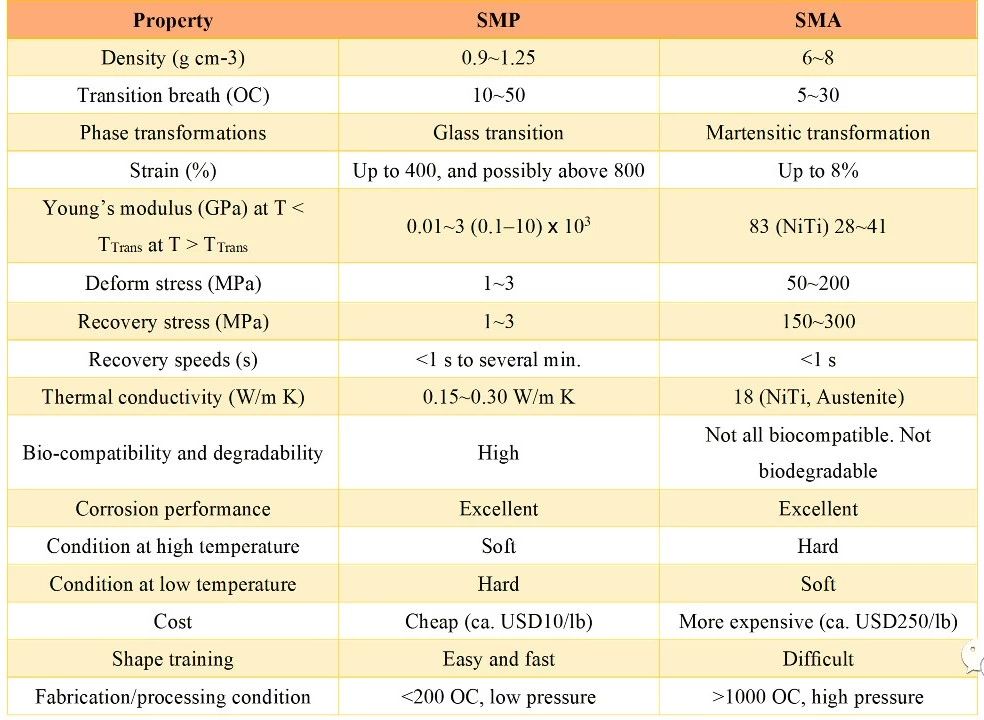 Property SMP SMA
Density (g cm-3) 0.9~1.25 6~8
Transition breath (OC) 10~50 5~30
Phase transformations Glass transition Martensitic transformation
Strain (%) Up to 400, and possibly above 800 Up to 8%
Young’s modulus (GPa) at T <
TTrans at T > TTrans 0.01~3 (0.1–10) x 10³ 83 (NiTi) 28~41
Deform stress (MPa) 1~3 50~200
Recovery stress (MPa) 1~3 150~300
Recovery speeds (s) <1 s to several min. <1 s
Thermal conductivity (W/m K) 0.15~0.30 W/m K 18 (NiTi, Austenite)
Bio-compatibility and degradability High Not all biocompatible. Not
biodegradable
Corrosion performance Excellent Excellent
Condition at high temperature Soft Hard
Condition at low temperature Hard Soft
Cost Cheap (ca. USD10/lb) More expensive (ca. USD250/lb)
Shape training Easy and fast Difficult
Fabrication/processing condition <200 OC, low pressure >1000 OC, high pressure